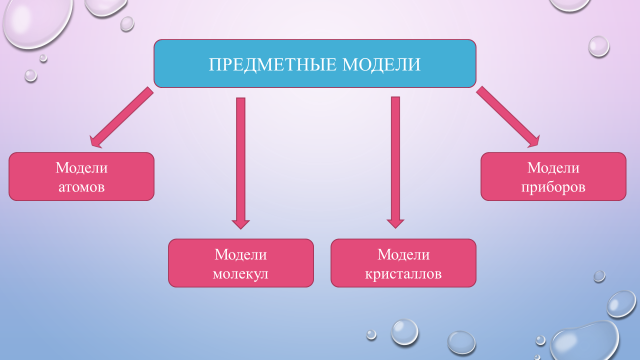 ПРЕДМЕТНЫЕ МОДЕЛИ
Модели
атомов
Модели
приборов
Модели
молекул
Модели
кристаллов